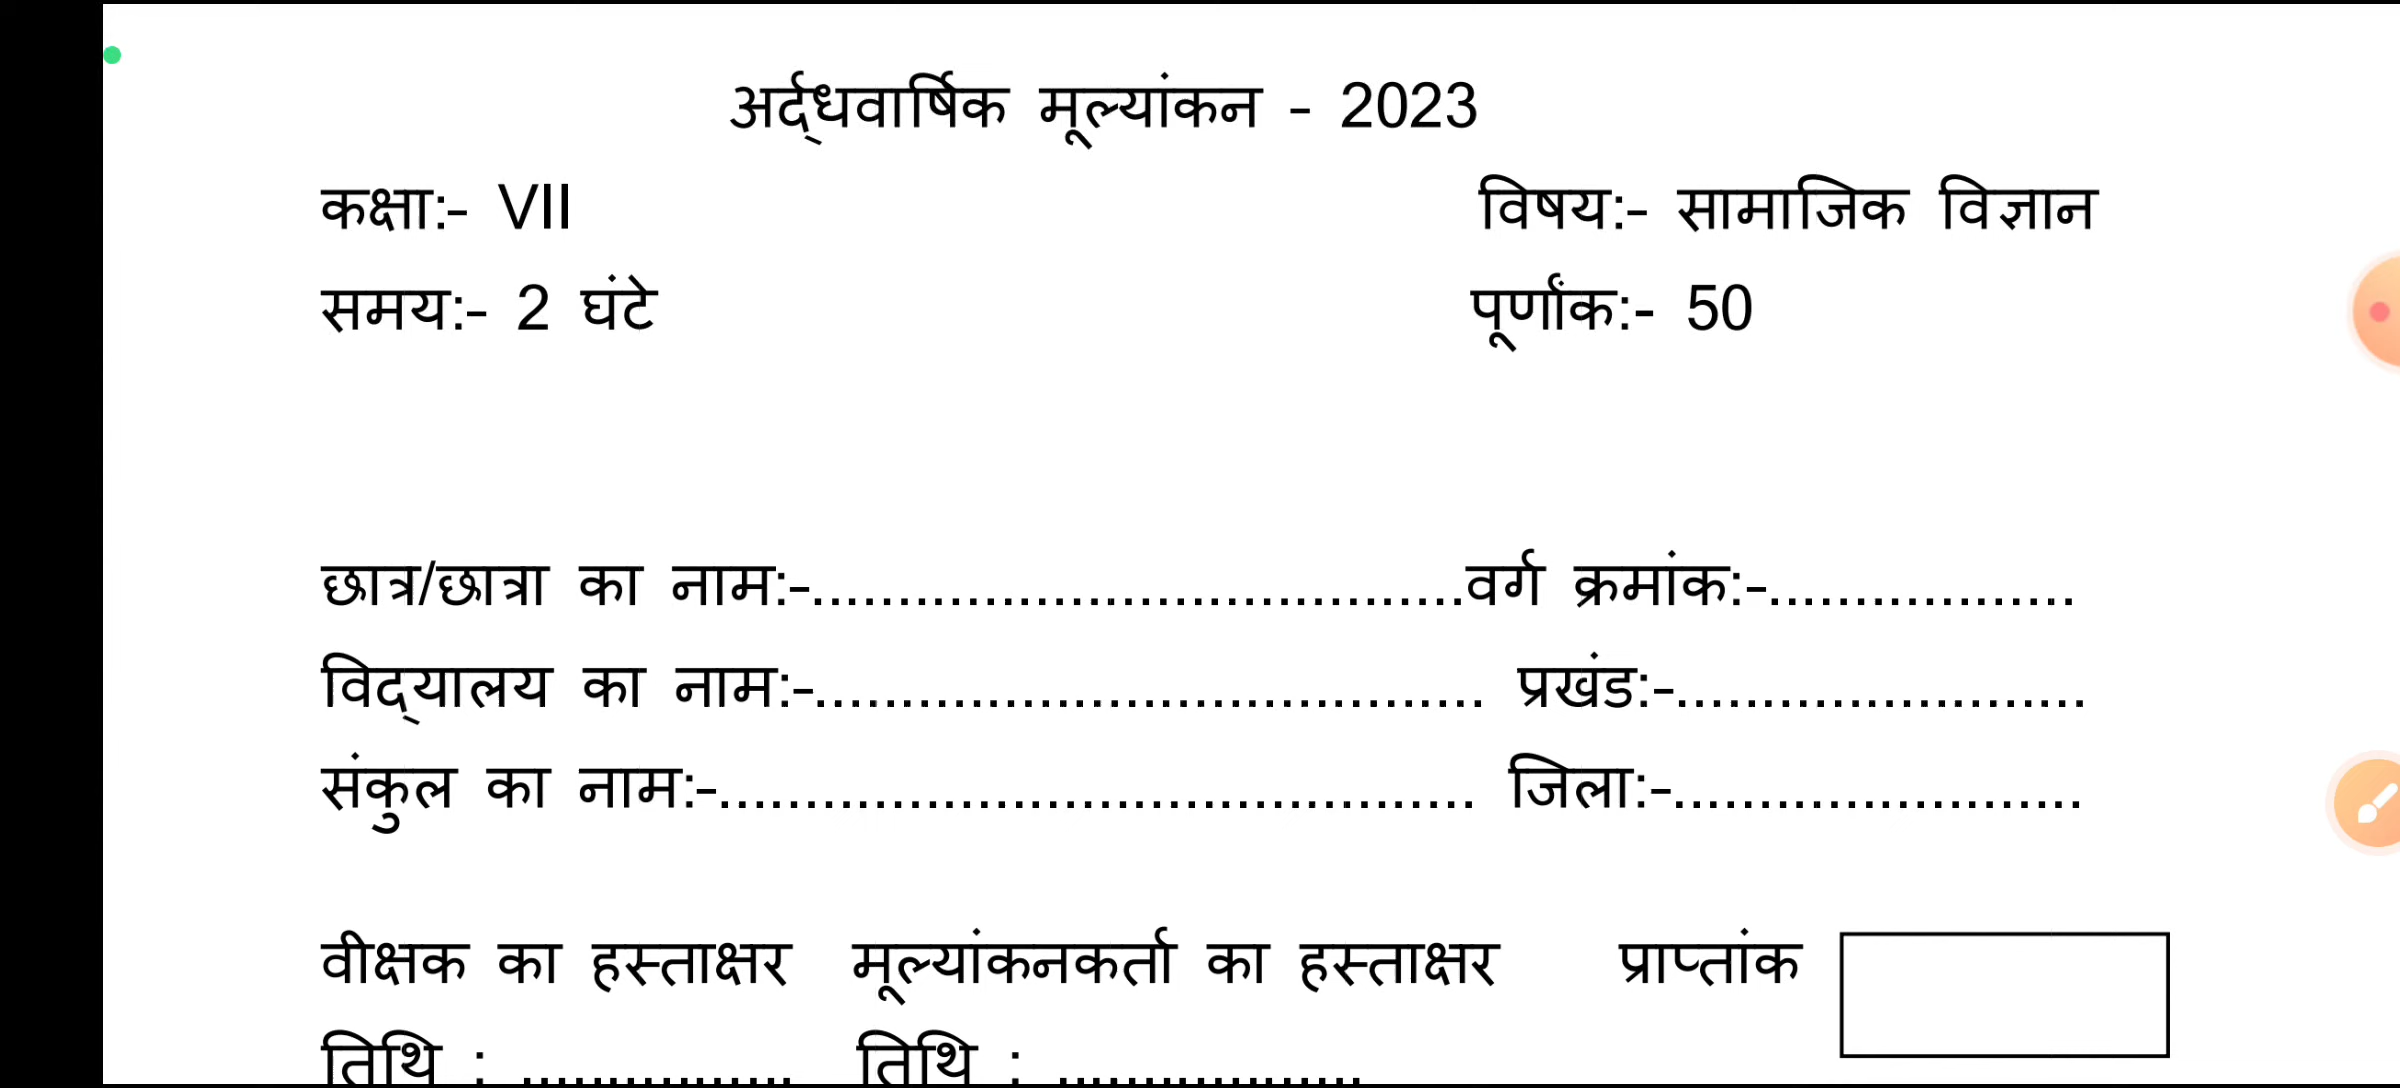 अर्द्धवार्षिक मूल्यांकन - 2023
कक्षा:- VII विषय:- सामाजिक विज्ञान
समय:- 2 घंटे पूर्णांक:- 50
छात्र/छात्रा का नाम:-......................................वर्ग क्रमांक:-..................
विद्यालय का नाम:-....................................... प्रखंड:-........................
संकुल का नाम:-............................................ जिला:-........................
वीक्षक का हस्ताक्षर मूल्यांकनकर्ता का हस्ताक्षर प्राप्तांक
तिथि : ................ तिथि : ..................